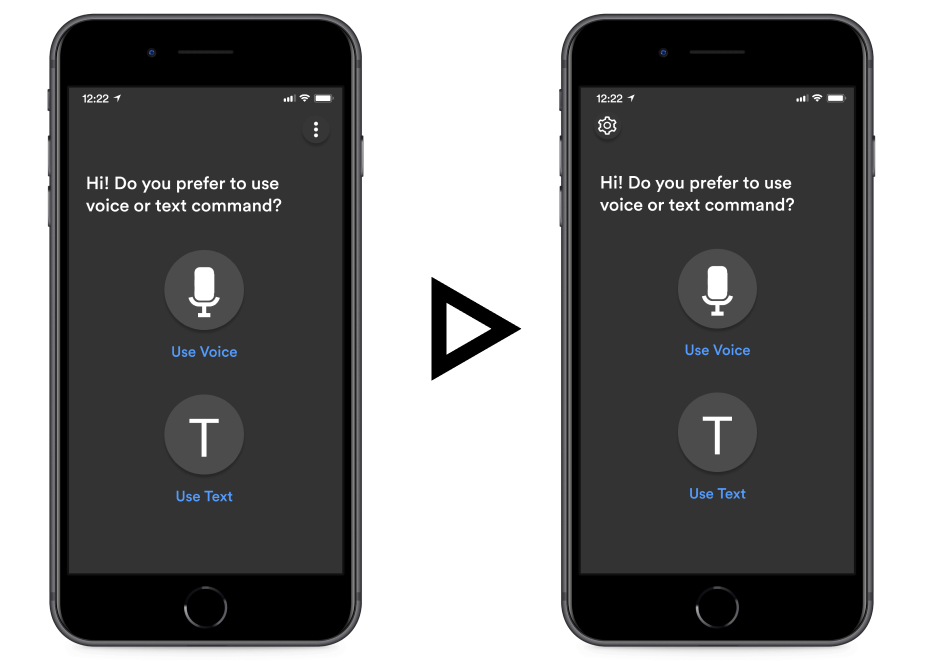 12:22
Hi! Do you prefer to use
voice or text command?
Use Voice
T
Use Text
12:22
Hi! Do you prefer to use
voice or text command?
Use Voice
T
Use Text